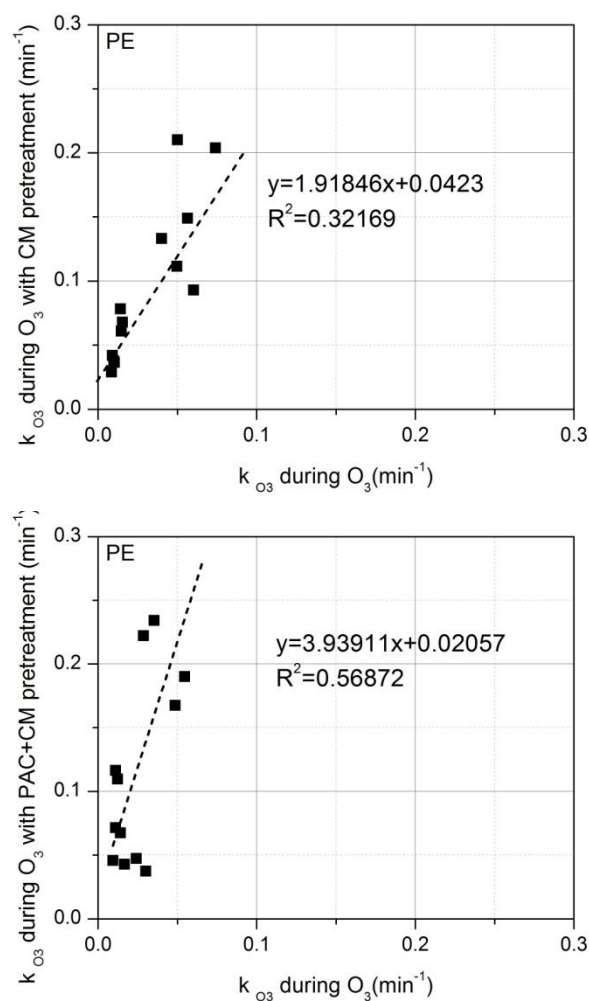 k O3 during O3 with CM pretreatment (min-1)
0.3
PE
0.2
y=1.91846x+0.0423
R2=0.32169
0.1
0.0
0.0 0.1 0.2 0.3
k O3 during O3(min-1)
k O3 during O3 with PAC+CM pretreatment (min-1)
0.3
PE
y=3.93911x+0.02057
0.2
R2=0.56872
0.1
0.0
0.0 0.1 0.2 0.3
k O3 during O3(min-1)